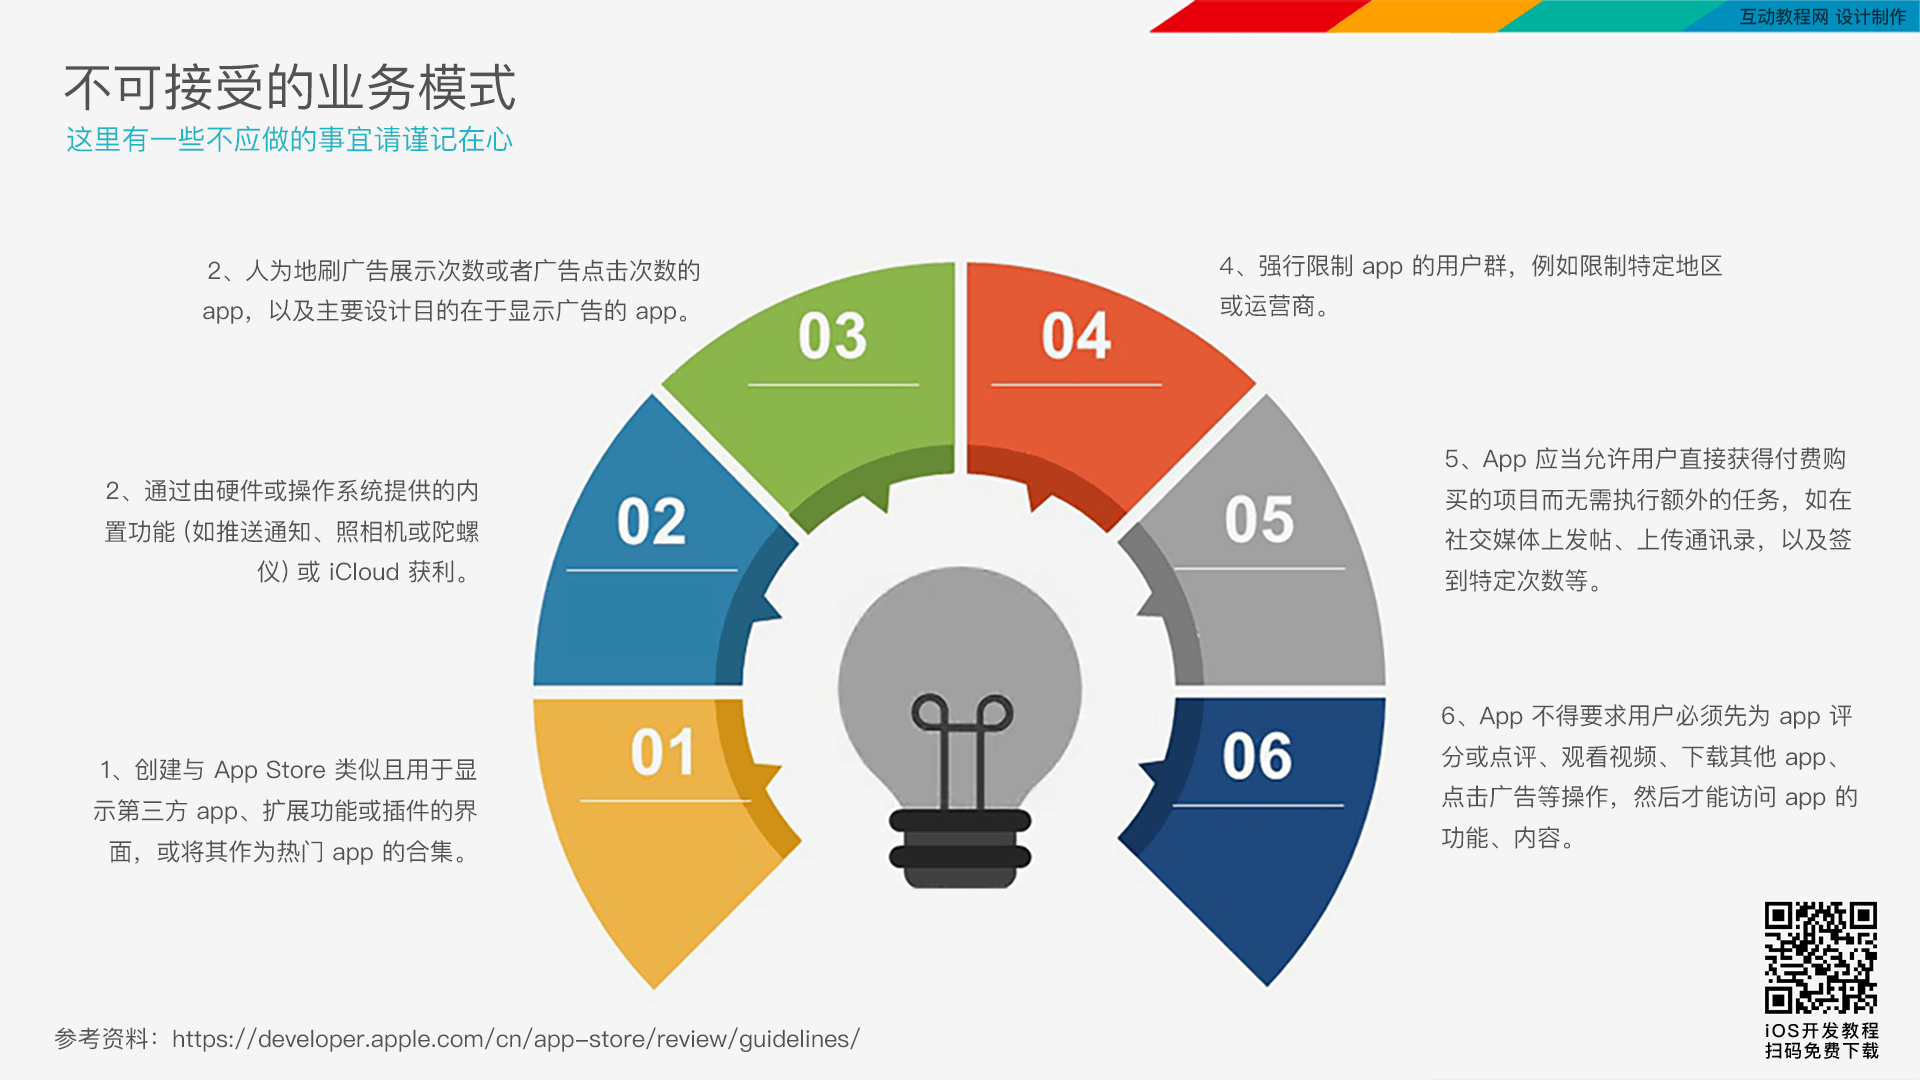 互动教程网 设计制作
不可接受的业务模式
这里有一些不应做的事宜请谨记在心
2、人为地刷广告展示次数或者广告点击次数的
app，以及主要设计目的在于显示广告的 app。
03
04
4、强行限制 app 的用户群，例如限制特定地区
或运营商。
2、通过由硬件或操作系统提供的内
置功能 (如推送通知、照相机或陀螺
仪) 或 iCloud 获利。
02
05
5、App 应当允许用户直接获得付费购
买的项目而无需执行额外的任务，如在
社交媒体上发帖、上传通讯录，以及签
到特定次数等。
1、创建与 App Store 类似且用于显
示第三方 app、扩展功能或插件的界
面，或将其作为热门 app 的合集。
01
06
6、App 不得要求用户必须先为 app 评
分或点评、观看视频、下载其他 app、
点击广告等操作，然后才能访问 app 的
功能、内容。
参考资料：https://developer.apple.com/cn/app-store/review/guidelines/
iOS开发教程
扫码免费下载